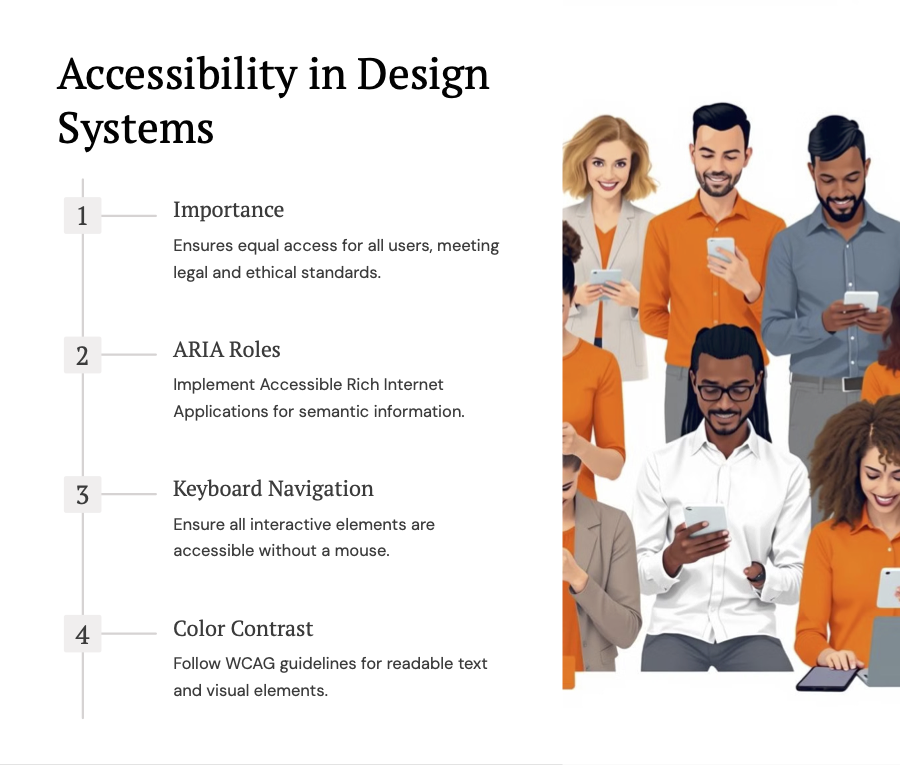 Accessibility in Design
Systems
1
Importance
Ensures equal access for all users, meeting
legal and ethical standards.
2
ARIA Roles
Implement Accessible Rich Internet
Applications for semantic information.
3
Keyboard Navigation
Ensure all interactive elements are
accessible without a mouse.
4
Color Contrast
Follow WCAG guidelines for readable text
and visual elements.